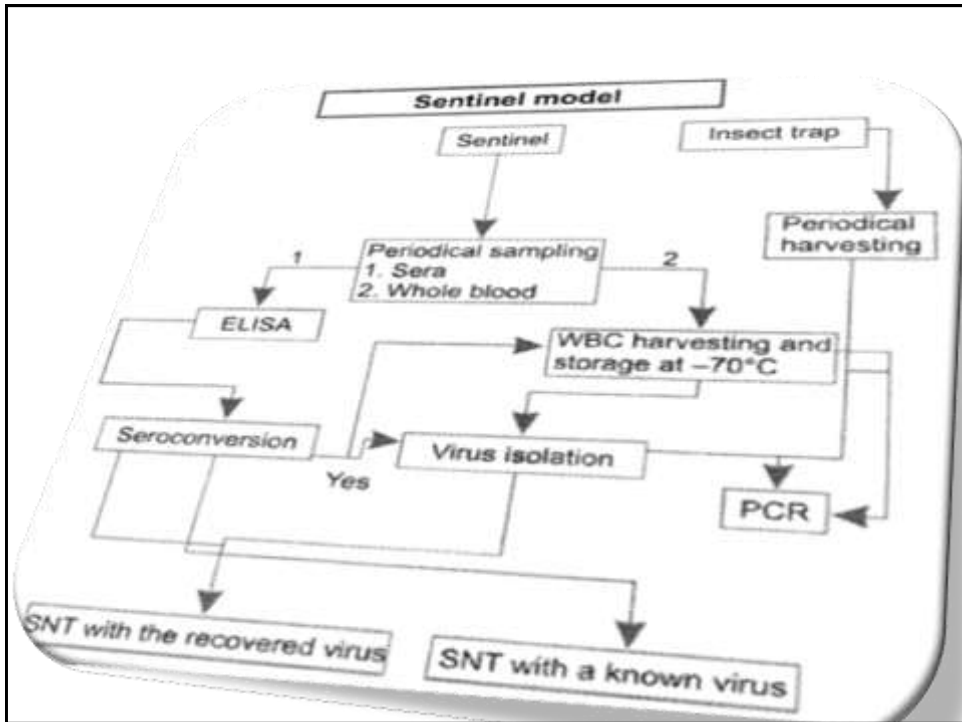 Sentinel model
Sentinel
Insect trap
Periodical harvesting
Periodical sampling
1. Sera
2. Whole blood
1
2
ELISA
WBC harvesting and
storage at –70°C
Seroconversion
Yes
Virus isolation
PCR
SNT with the recovered virus
SNT with a known virus